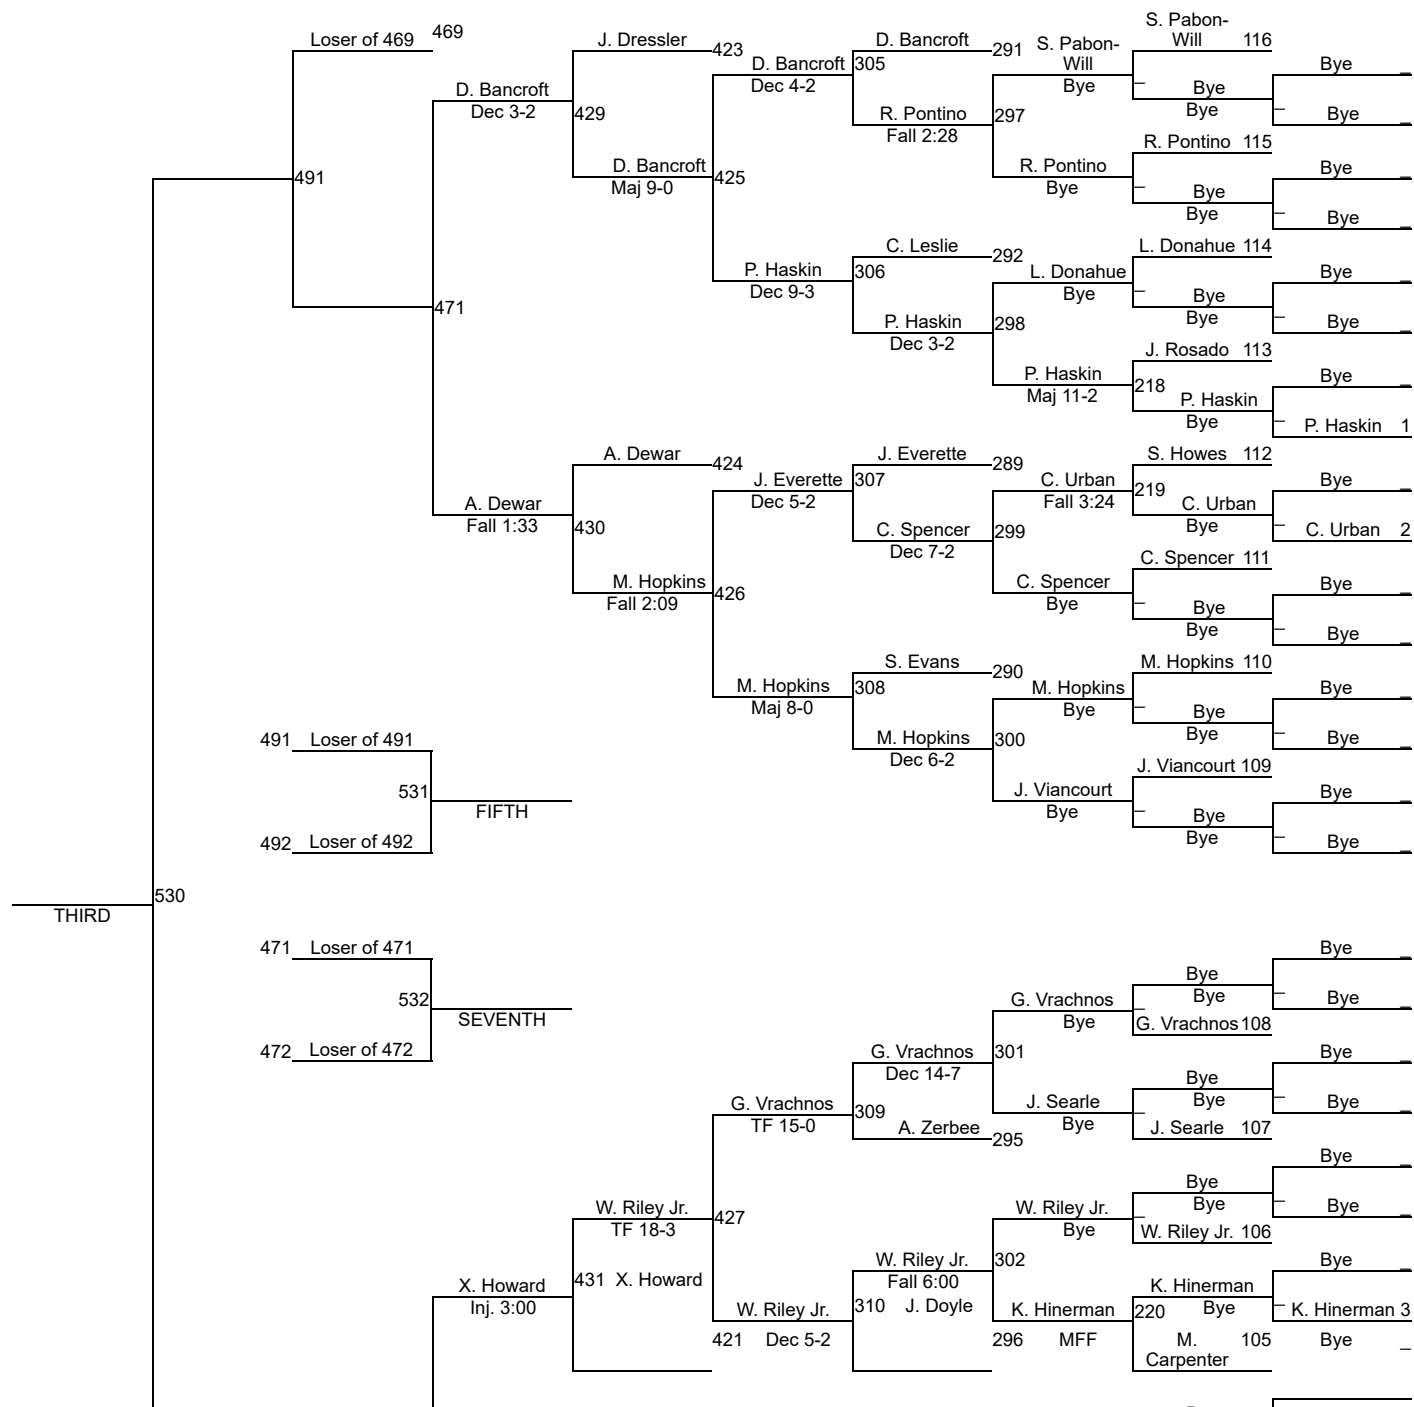 S. Pabon-
Loser of 469 469 J. Dressler 423 D. Bancroft 291 S. Pabon- Will 116
D. Bancroft 305 Will Bye _
D. Bancroft Dec 4-2 Bye _ Bye
Dec 3-2 429 R. Pontino 297 Bye _ Bye _
Fall 2:28 R. Pontino 115
D. Bancroft R. Pontino Bye _
491 Maj 9-0 425 Bye _ Bye
Bye _ Bye _
C. Leslie 292 L. Donahue 114
P. Haskin 306 L. Donahue Bye _
Dec 9-3 Bye _ Bye
471 P. Haskin 298 Bye _ Bye _
Dec 3-2 J. Rosado 113
P. Haskin 218 Bye _
Maj 11-2 P. Haskin
Bye _ P. Haskin 1
A. Dewar 424 J. Everette 289 S. Howes 112
J. Everette 307 C. Urban 219 Bye _
A. Dewar Dec 5-2 Fall 3:24 C. Urban
Fall 1:33 430 C. Spencer 299 Bye _ C. Urban 2
Dec 7-2 C. Spencer 111
M. Hopkins C. Spencer Bye _
Fall 2:09 426 Bye _ Bye
Bye _ Bye _
S. Evans 290 M. Hopkins 110
M. Hopkins 308 M. Hopkins Bye _
Maj 8-0 Bye _ Bye
491 Loser of 491 M. Hopkins 300 Bye _ Bye _
Dec 6-2 J. Viancourt 109
531 J. Viancourt Bye _
FIFTH Bye _ Bye
492 Loser of 492 Bye _ Bye _
530
THIRD
471 Loser of 471 Bye _
Bye
532 G. Vrachnos Bye _ Bye _
SEVENTH Bye _ G. Vrachnos 108
472 Loser of 472 G. Vrachnos 301 Bye _
Dec 14-7 Bye
G. Vrachnos 309 J. Searle Bye _ Bye _
TF 15-0 A. Zerbee 295 Bye _ J. Searle 107
Bye _
Bye
W. Riley Jr. 427 W. Riley Jr. Bye _ Bye _
TF 18-3 Bye _ W. Riley Jr. 106
W. Riley Jr. 302 Bye _
X. Howard 431 X. Howard Fall 6:00 K. Hinerman
Inj. 3:00 W. Riley Jr. 310 J. Doyle K. Hinerman 220 Bye _ K. Hinerman 3
421 Dec 5-2 296 MFF M. 105 Bye _
Carpenter